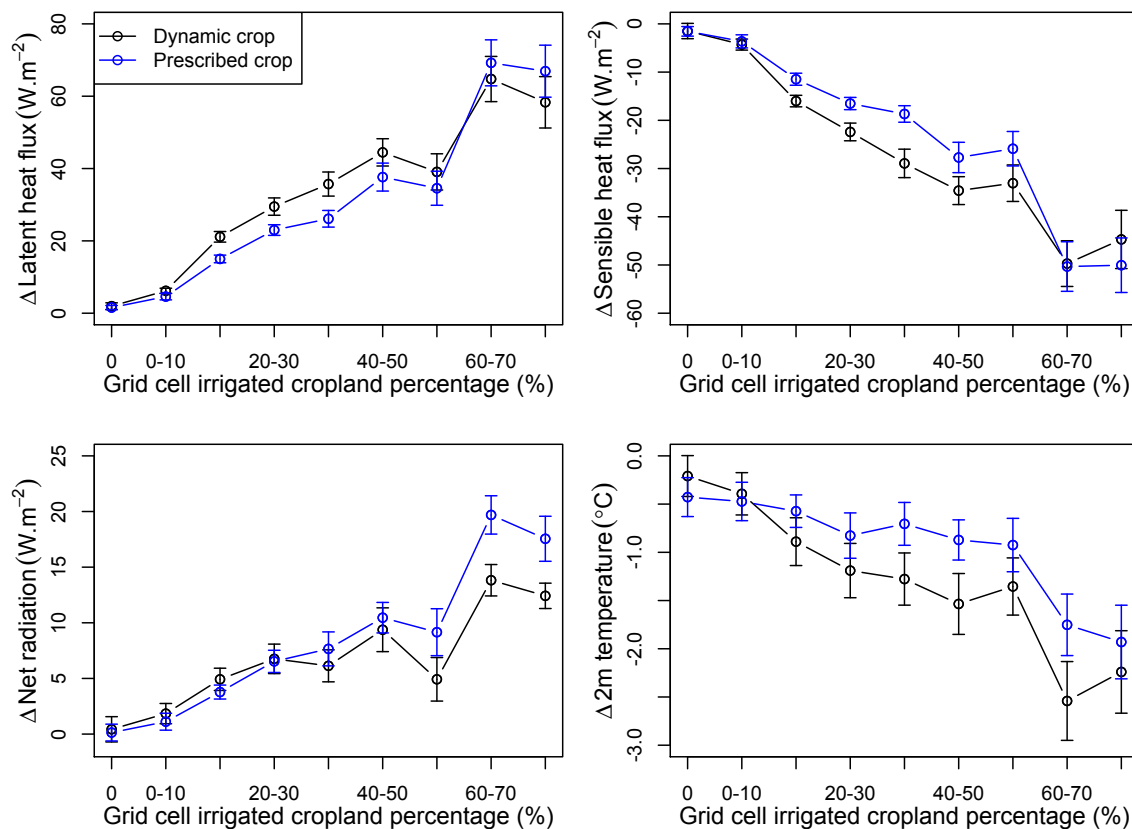 Δ Latent heat flux (W.m⁻²)
80
60
40
20
0
Dynamic crop
Prescribed crop
0 0-10 20-30 40-50 60-70
Grid cell irrigated cropland percentage (%)
Δ Sensible heat flux (W.m⁻²)
-0
-10
-20
-30
-40
-50
-60
0 0-10 20-30 40-50 60-70
Grid cell irrigated cropland percentage (%)
Δ Net radiation (W.m⁻²)
25
20
15
10
5
0
0 0-10 20-30 40-50 60-70
Grid cell irrigated cropland percentage (%)
Δ 2m temperature (°C)
0.0
-1.0
-2.0
-3.0
0 0-10 20-30 40-50 60-70
Grid cell irrigated cropland percentage (%)